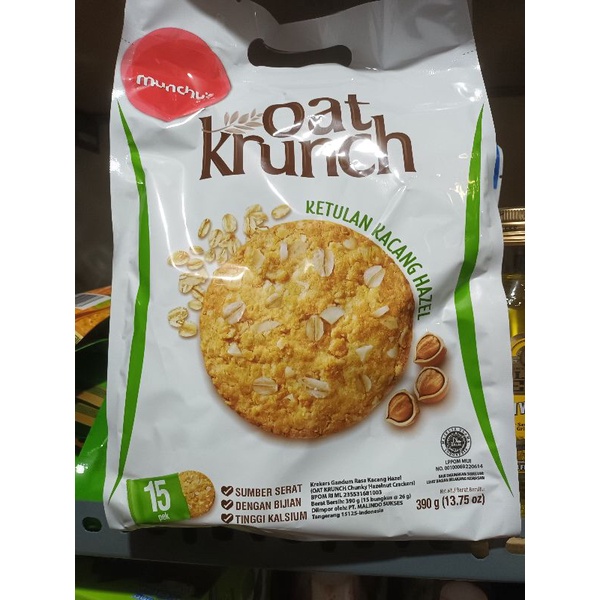 munchy's
oat
krunch
KETULAN KACANG HAZEL
15
pek
SUMBER SERAT
DENGAN BIJIAN
TINGGI KALSIUM
Krekers Gandum Rasa Kacang Hazel
(OAT KRUNCH Chunky Hazelnut Crackers)
BPOM RI ML 235531681003
Berat Bersih: 390 g (15 bungkus @ 26 g)
Diimpor oleh: PT. MALINDO SUKSES
Tangerang 15125-Indonesia
LPPOM MUI
NO. 00100088220614
390 g (13.75 oz)